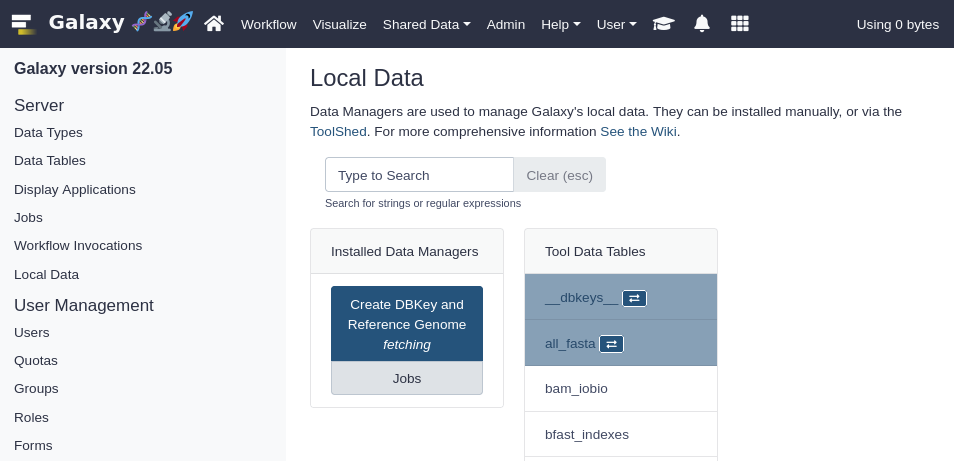 Galaxy
Workflow
Visualize
Shared Data
Admin
Help
User
Using 0 bytes
Galaxy version 22.05
Server
Data Types
Data Tables
Display Applications
Jobs
Workflow Invocations
Local Data
User Management
Users
Quotas
Groups
Roles
Forms
Local Data
Data Managers are used to manage Galaxy's local data. They can be installed manually, or via the
ToolShed. For more comprehensive information See the Wiki.
Type to Search
Clear (esc)
Search for strings or regular expressions
Installed Data Managers
Create DBKey and
Reference Genome
fetching
Jobs
Tool Data Tables
__dbkeys__
all_fasta
bam_iobio
bfast_indexes